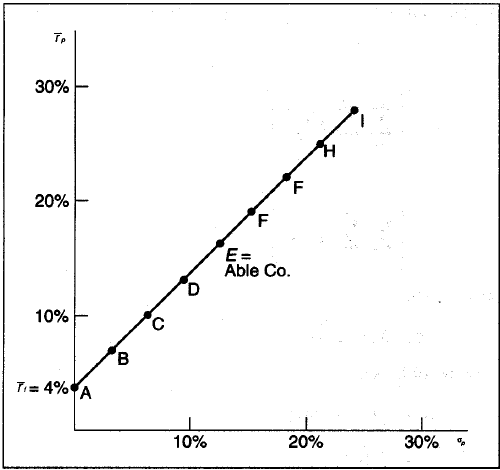 r̅ₚ
30%
I
H
F
20%
F
E =
Able Co.
D
10%
C
B
r̅f = 4%
A
10%
20%
30%
σₚ